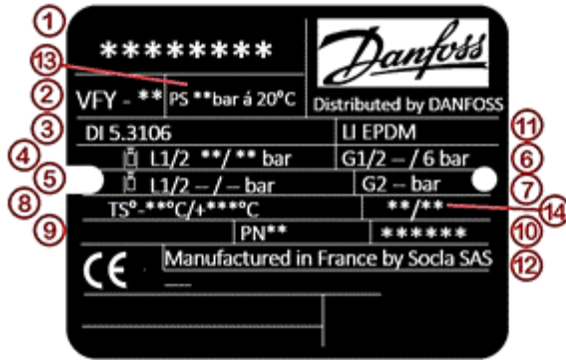 1
********
Danfoss
13
2
VFY - **
PS **bar á 20°C
Distributed by DANFOSS
3
DI 5.3106
LI EPDM
11
4
L1/2 **/** bar
G1/2 – / 6 bar
6
5
L1/2 – / – bar
G2 – bar
7
8
TS°-**°C/+***°C
**/**
14
9
PN**
******
10
CE
Manufactured in France by Socla SAS
12